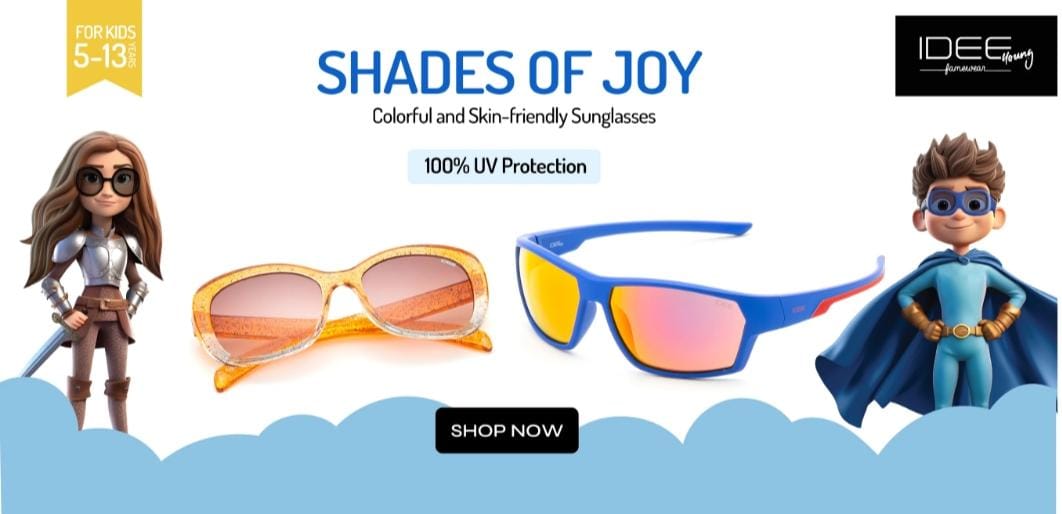 FOR KIDS
5-13 YEARS
SHADES OF JOY
Colorful and Skin-friendly Sunglasses
100% UV Protection
IDEE
Young
famewear
SHOP NOW